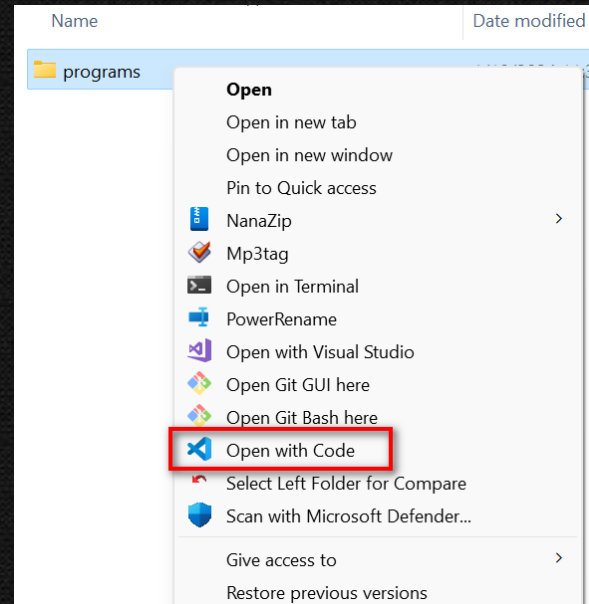 Name Date modified
programs
Open
Open in new tab
Open in new window
Pin to Quick access
NanaZip
Mp3tag
Open in Terminal
PowerRename
Open with Visual Studio
Open Git GUI here
Open Git Bash here
Open with Code
Select Left Folder for Compare
Scan with Microsoft Defender...
Give access to
Restore previous versions